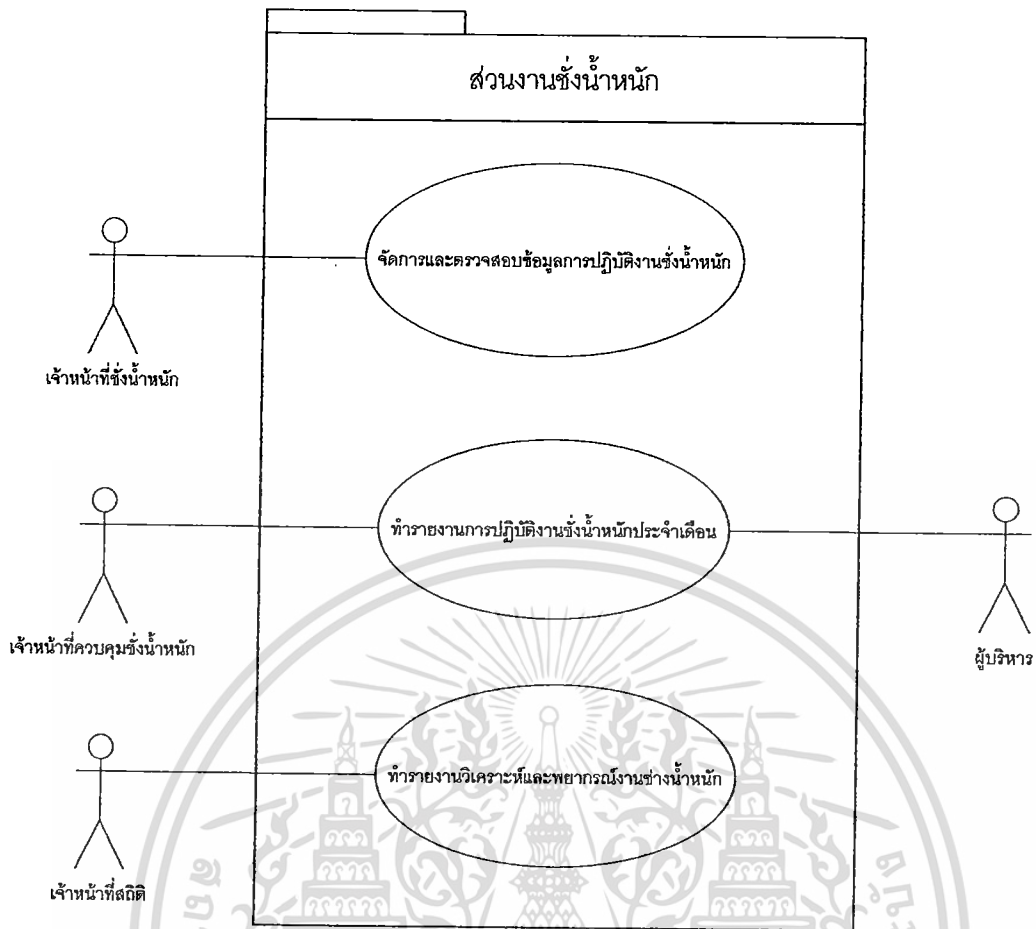 ส่วนงานชั่งน้ำหนัก
จัดการและตรวจสอบข้อมูลการปฏิบัติงานชั่งน้ำหนัก
เจ้าหน้าที่ชั่งน้ำหนัก
ทำรายงานการปฏิบัติงานชั่งน้ำหนักประจำเดือน
เจ้าหน้าที่ควบคุมชั่งน้ำหนัก
ผู้บริหาร
ทำรายงานวิเคราะห์และพยากรณ์งานช่างน้ำหนัก
เจ้าหน้าที่สถิติ